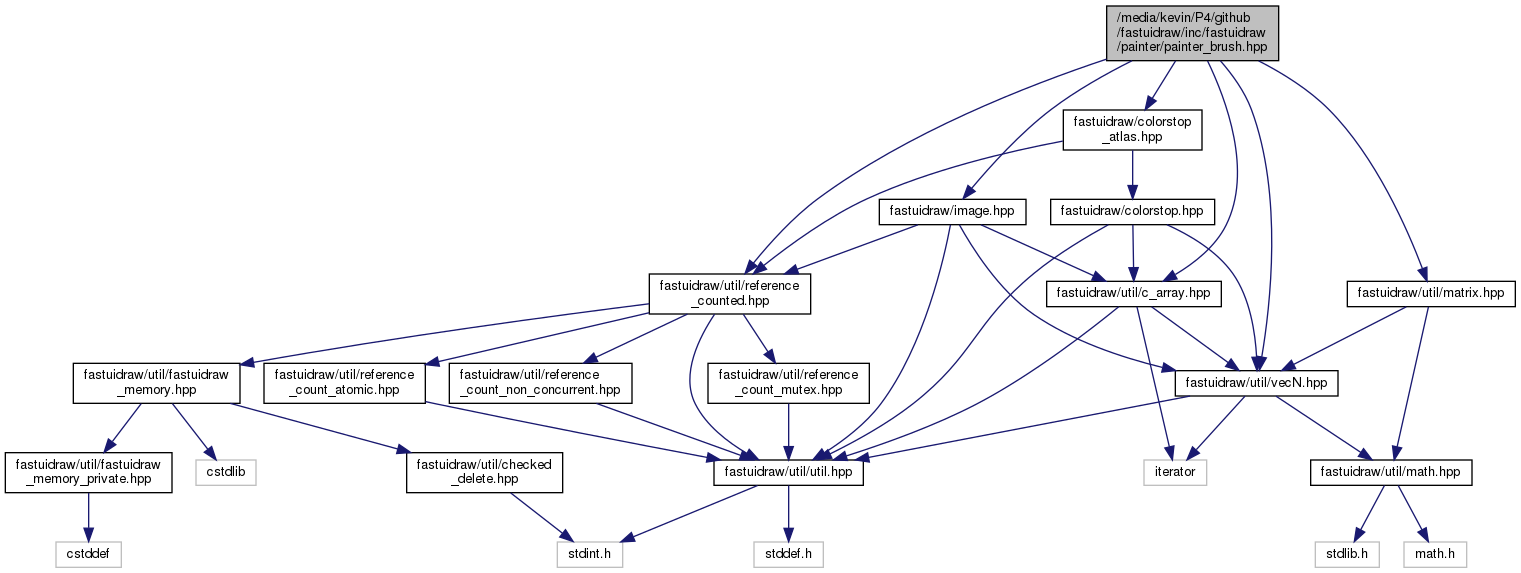 /media/kevin/P4/github
/fastuidraw/inc/fastuidraw
/painter/painter_brush.hpp
fastuidraw/colorstop
_atlas.hpp
fastuidraw/image.hpp
fastuidraw/colorstop.hpp
fastuidraw/util/reference
_counted.hpp
fastuidraw/util/c_array.hpp
fastuidraw/util/matrix.hpp
fastuidraw/util/fastuidraw
_memory.hpp
fastuidraw/util/reference
_count_atomic.hpp
fastuidraw/util/reference
_count_non_concurrent.hpp
fastuidraw/util/reference
_count_mutex.hpp
fastuidraw/util/vecN.hpp
fastuidraw/util/fastuidraw
_memory_private.hpp
cstdlib
fastuidraw/util/checked
_delete.hpp
fastuidraw/util/util.hpp
iterator
fastuidraw/util/math.hpp
cstddef
stdint.h
stddef.h
stdlib.h
math.h